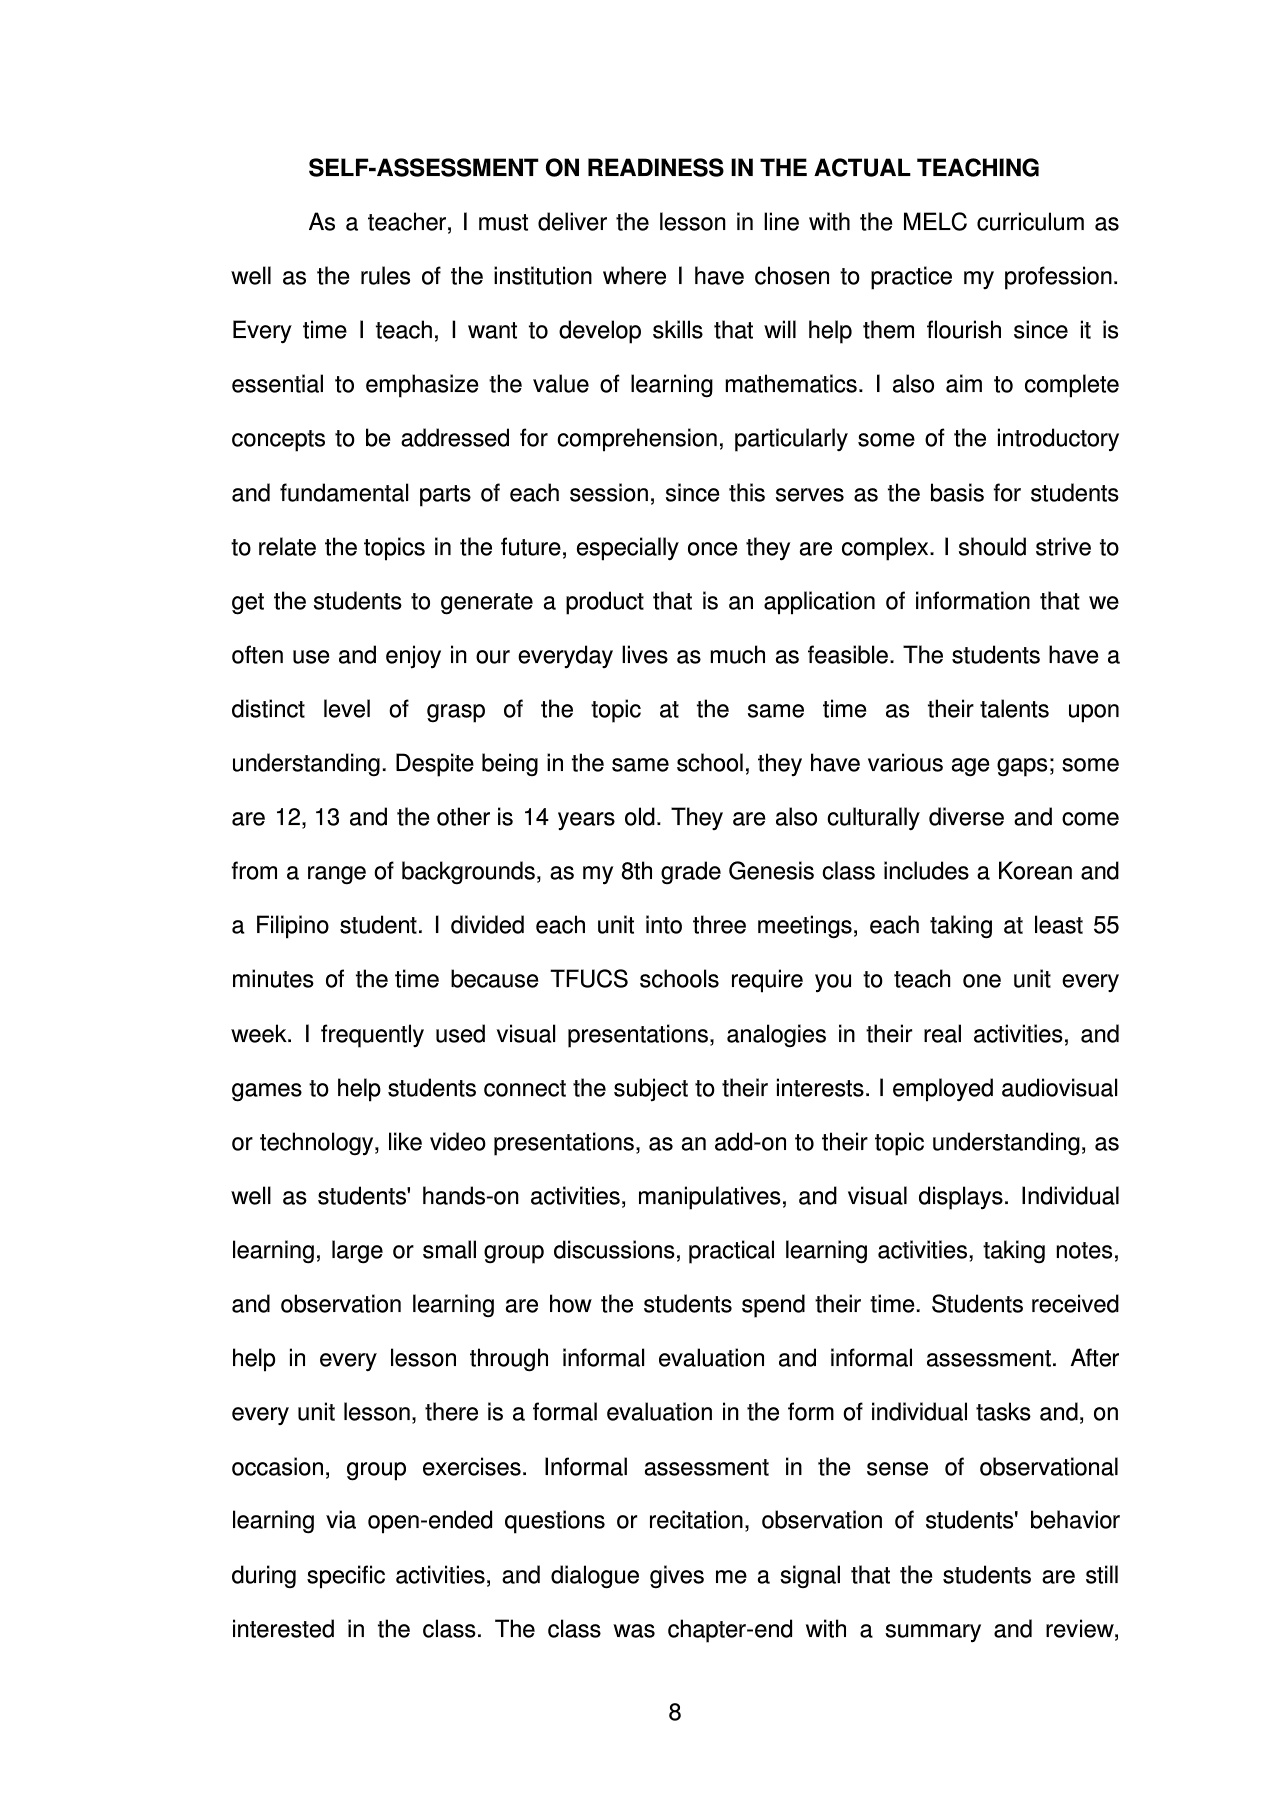 SELF-ASSESSMENT ON READINESS IN THE ACTUAL TEACHING
As a teacher, I must deliver the lesson in line with the MELC curriculum as
well as the rules of the institution where I have chosen to practice my profession.
Every time I teach, I want to develop skills that will help them flourish since it is
essential to emphasize the value of learning mathematics. I also aim to complete
concepts to be addressed for comprehension, particularly some of the introductory
and fundamental parts of each session, since this serves as the basis for students
to relate the topics in the future, especially once they are complex. I should strive to
get the students to generate a product that is an application of information that we
often use and enjoy in our everyday lives as much as feasible. The students have a
distinct level of grasp of the topic at the same time as their talents upon
understanding. Despite being in the same school, they have various age gaps; some
are 12, 13 and the other is 14 years old. They are also culturally diverse and come
from a range of backgrounds, as my 8th grade Genesis class includes a Korean and
a Filipino student. I divided each unit into three meetings, each taking at least 55
minutes of the time because TFUCS schools require you to teach one unit every
week. I frequently used visual presentations, analogies in their real activities, and
games to help students connect the subject to their interests. I employed audiovisual
or technology, like video presentations, as an add-on to their topic understanding, as
well as students' hands-on activities, manipulatives, and visual displays. Individual
learning, large or small group discussions, practical learning activities, taking notes,
and observation learning are how the students spend their time. Students received
help in every lesson through informal evaluation and informal assessment. After
every unit lesson, there is a formal evaluation in the form of individual tasks and, on
occasion, group exercises. Informal assessment in the sense of observational
learning via open-ended questions or recitation, observation of students' behavior
during specific activities, and dialogue gives me a signal that the students are still
interested in the class. The class was chapter-end with a summary and review,
8